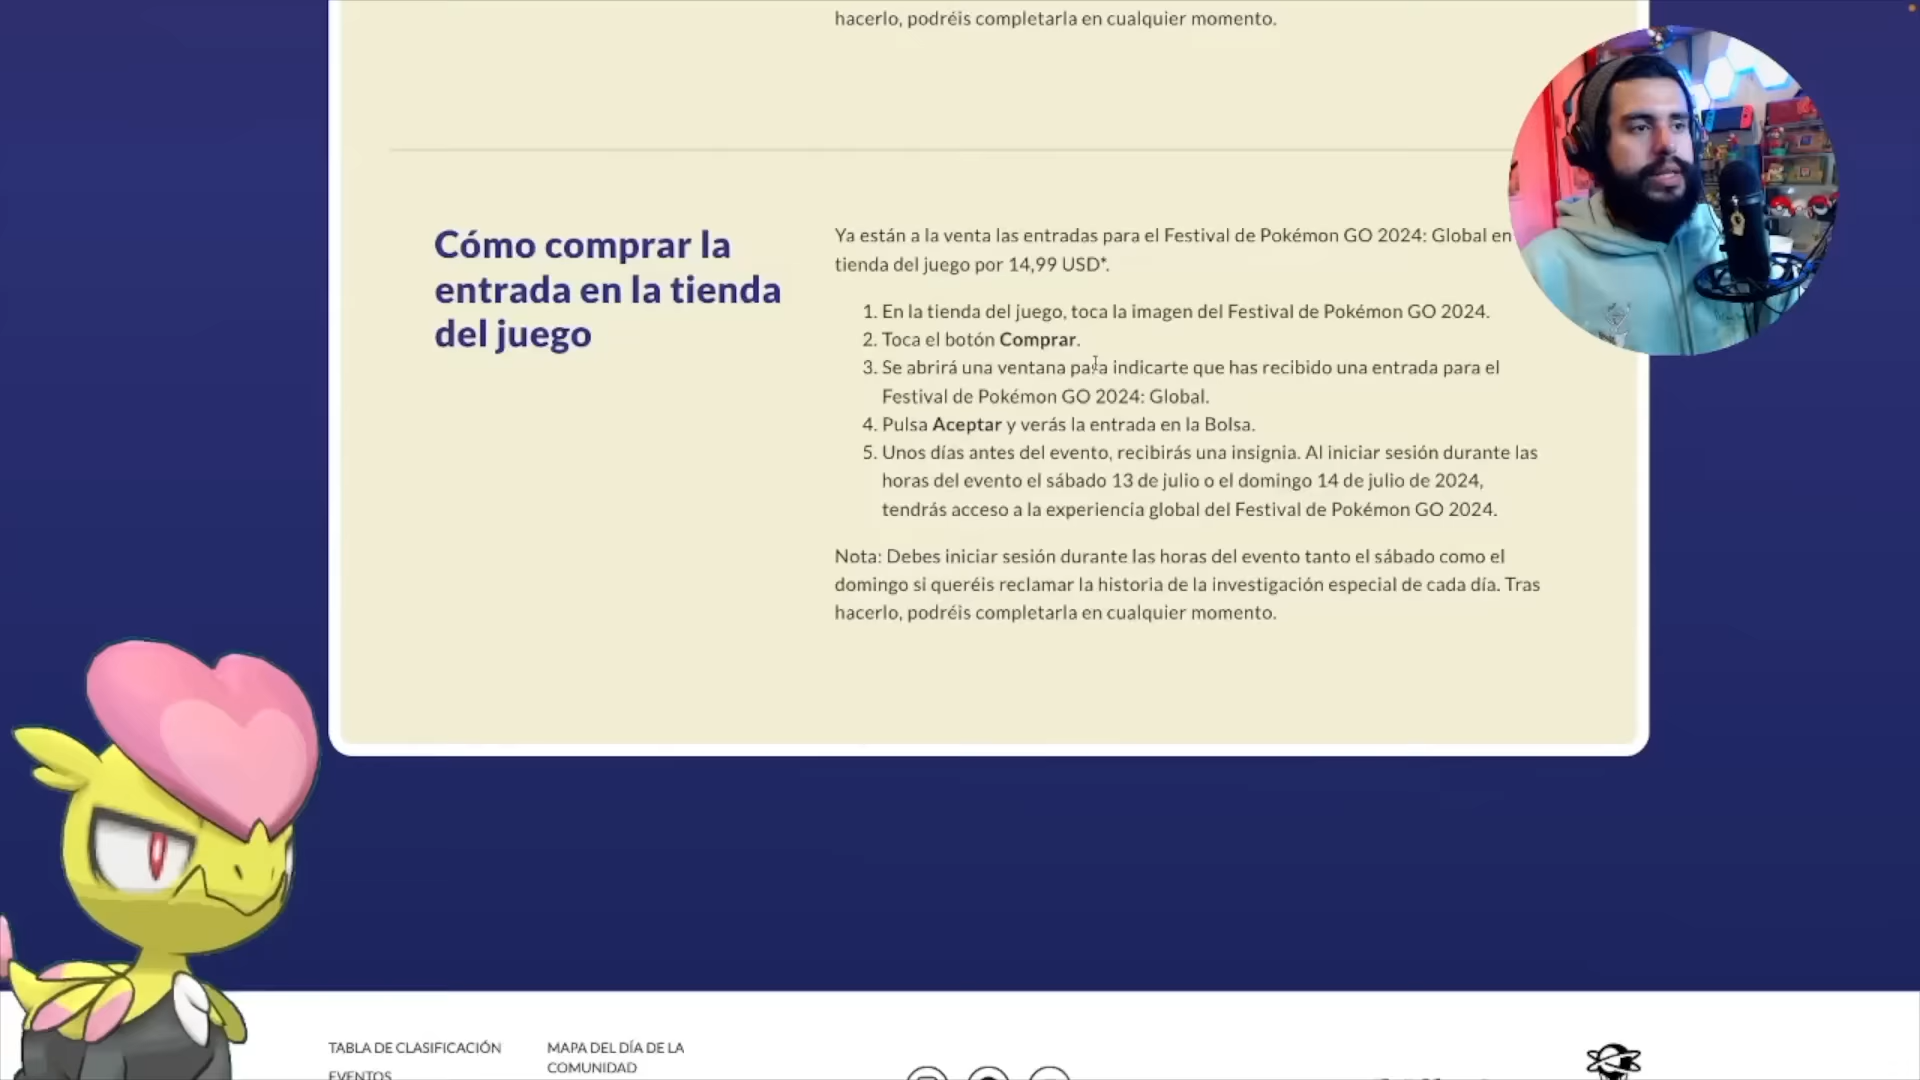 hacerlo, podréis completarla en cualquier momento.
Cómo comprar la
entrada en la tienda
del juego
Ya están a la venta las entradas para el Festival de Pokémon GO 2024: Global en
tienda del juego por 14,99 USD*.
1. En la tienda del juego, toca la imagen del Festival de Pokémon GO 2024.
2. Toca el botón Comprar.
3. Se abrirá una ventana para indicarte que has recibido una entrada para el
Festival de Pokémon GO 2024: Global.
4. Pulsa Aceptar y verás la entrada en la Bolsa.
5. Unos días antes del evento, recibirás una insignia. Al iniciar sesión durante las
horas del evento el sábado 13 de julio o el domingo 14 de julio de 2024,
tendrás acceso a la experiencia global del Festival de Pokémon GO 2024.
Nota: Debes iniciar sesión durante las horas del evento tanto el sábado como el
domingo si queréis reclamar la historia de la investigación especial de cada día. Tras
hacerlo, podréis completarla en cualquier momento.
TABLA DE CLASIFICACIÓN
EVENTOS
MAPA DEL DÍA DE LA
COMUNIDAD